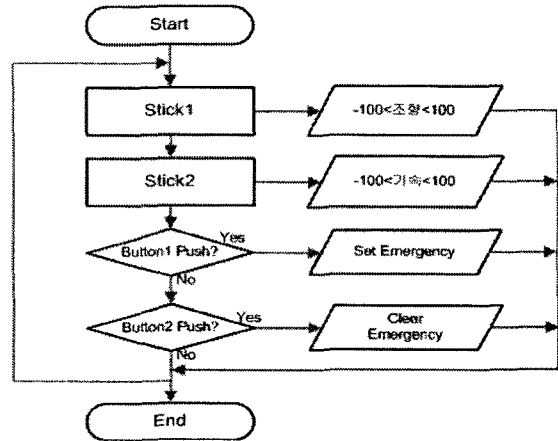 Start
Stick1
-100<조향<100
Stick2
-100<가속<100
Button1 Push?
Yes
Set Emergency
No
Button2 Push?
Yes
Clear
Emergency
No
End